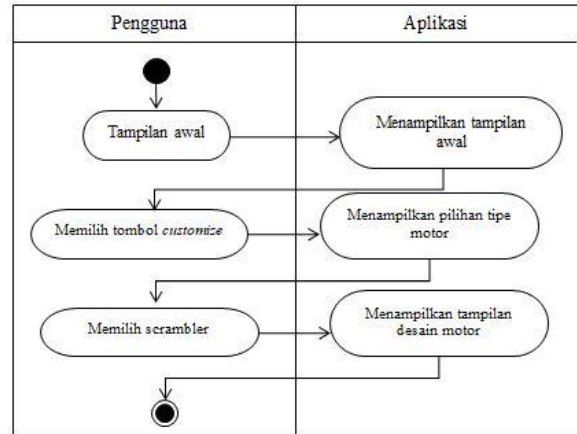 Pengguna
Aplikasi
Tampilan awal
Menampilkan tampilan
awal
Memilih tombol customize
Menampilkan pilihan tipe
motor
Memilih scrambler
Menampilkan tampilan
desain motor